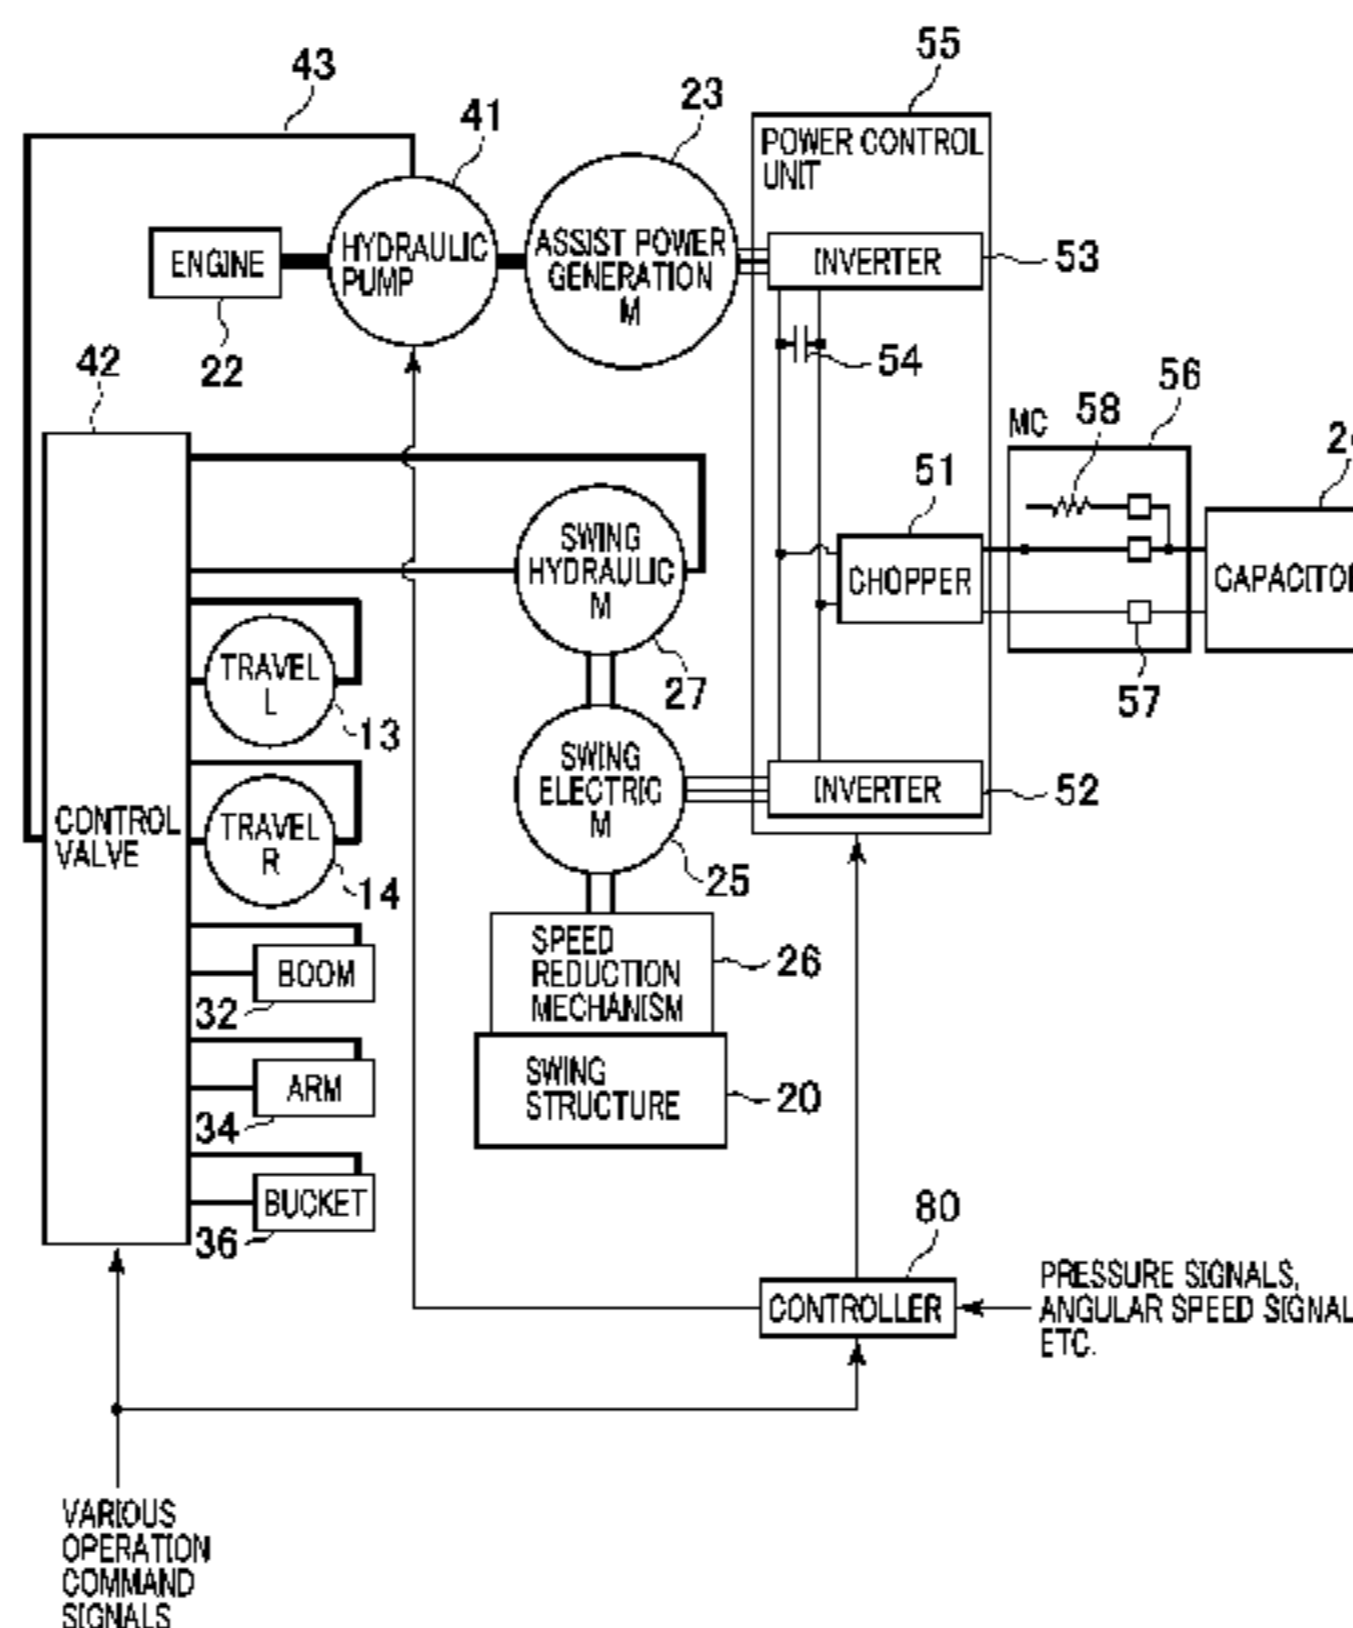 55
43
23
41
POWER CONTROL
UNIT
HYDRAULIC
PUMP
ASSIST POWER
GENERATION
M
ENGINE
INVERTER
53
22
42
54
56
MC
58
51
SWING
HYDRAULIC
M
CHOPPER
TRAVEL
L
27
57
13
SWING
ELECTRIC
M
INVERTER
52
CONTROL
VALVE
TRAVEL
R
25
14
SPEED
REDUCTION
MECHANISM
26
BOOM
32
SWING
STRUCTURE
20
ARM
34
BUCKET
36
80
CONTROLLER
PRESSURE SIGNALS,
ANGULAR SPEED SIGNAL
ETC.
VARIOUS
OPERATION
COMMAND
SIGNALS